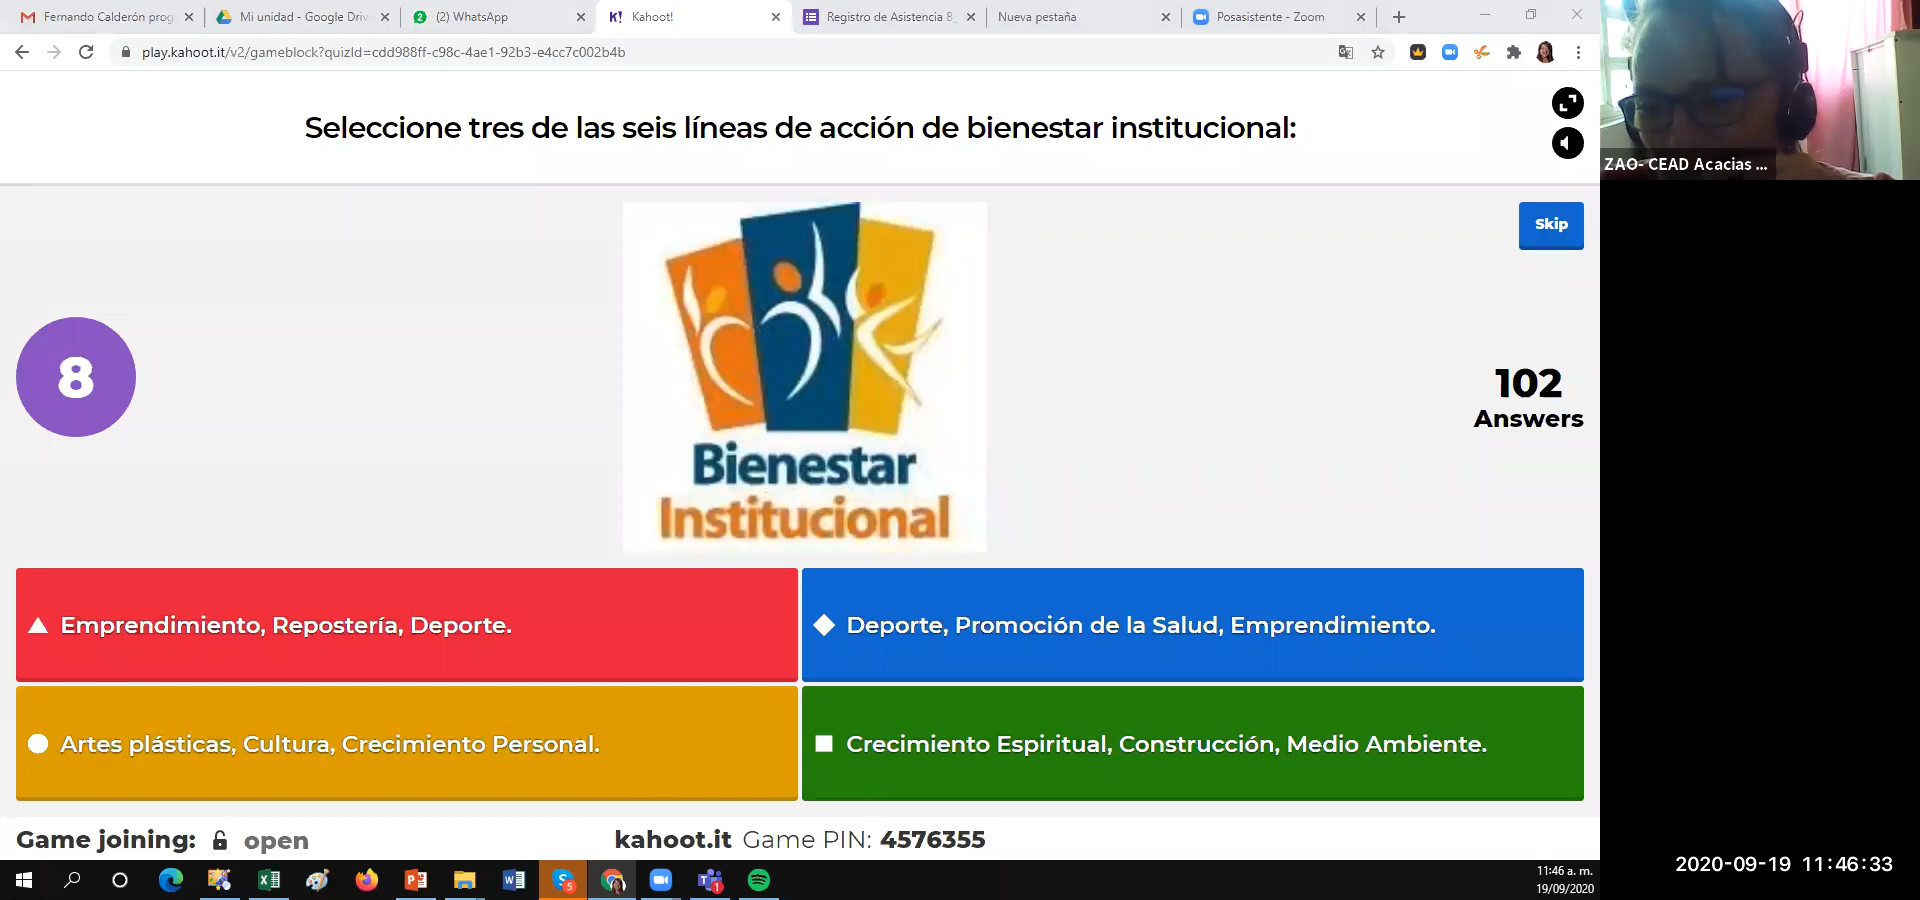 Fernando Calderón prog
Mi unidad - Google Driv
(2) WhatsApp
Kahoot!
Registro de Asistencia B_
Nueva pestaña
Posasistente - Zoom
play.kahoot.it/v2/gameblock?quizId=cdd988ff-c98c-4ae1-92b3-e4cc7c002b4b
Seleccione tres de las seis líneas de acción de bienestar institucional:
ZAO- CEAD Acacias ...
Skip
8
102
Answers
Bienestar
Institucional
Emprendimiento, Repostería, Deporte.
Deporte, Promoción de la Salud, Emprendimiento.
Artes plásticas, Cultura, Crecimiento Personal.
Crecimiento Espiritual, Construcción, Medio Ambiente.
Game joining: open
kahoot.it Game PIN: 4576355
11:46 a. m.
19/09/2020
2020-09-19 11:46:33